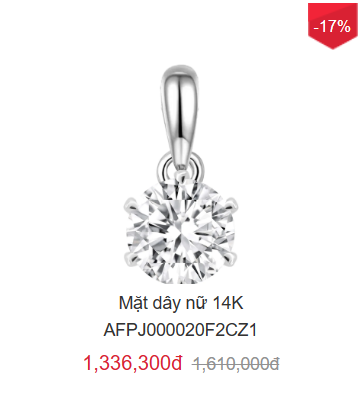 -17%
Mặt dây nữ 14K
AFPJ000020F2CZ1
1,336,300đ 1,610,000đ